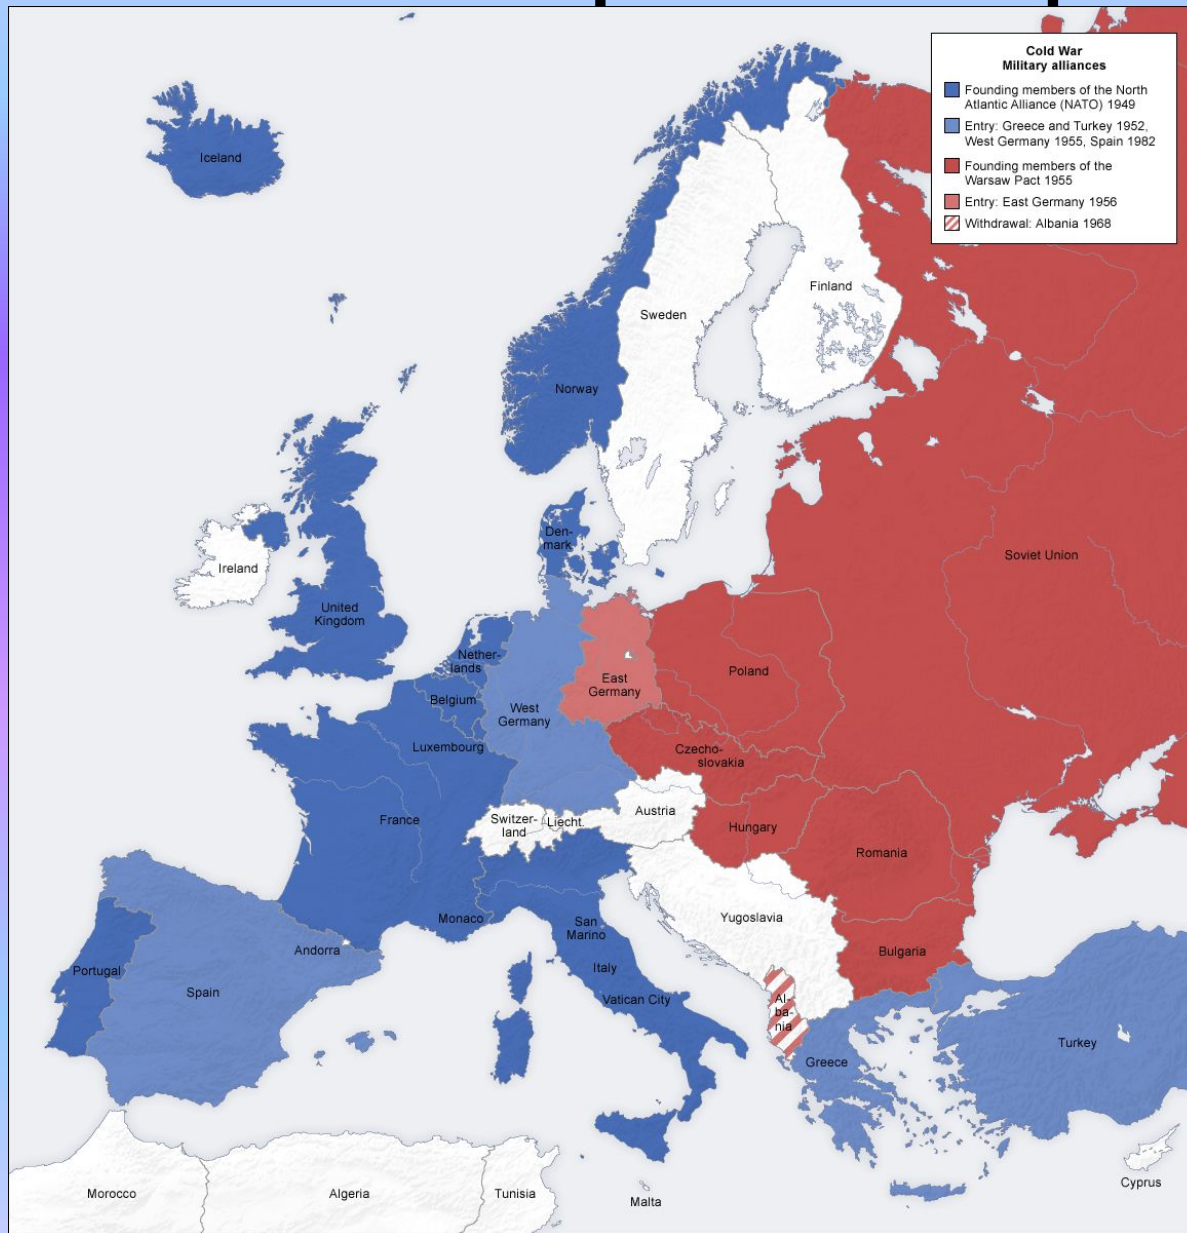 Cold War
Military alliances
Founding members of the North
Atlantic Alliance (NATO) 1949
Entry: Greece and Turkey 1952,
West Germany 1955, Spain 1982
Founding members of the
Warsaw Pact 1955
Entry: East Germany 1956
Withdrawal: Albania 1968
Iceland
Finland
Sweden
Norway
Den-
mark
Soviet Union
Ireland
United
Kingdom
Nether-
lands
Belgium
Luxembourg
West
Germany
East
Germany
Poland
Czecho-
slovakia
France
Switzer-
land
Liecht.
Austria
Hungary
Romania
Monaco
San
Marino
Yugoslavia
Andorra
Bulgaria
Portugal
Spain
Italy
Vatican City
Al-
ba-
nia
Greece
Turkey
Morocco
Algeria
Tunisia
Malta
Cyprus